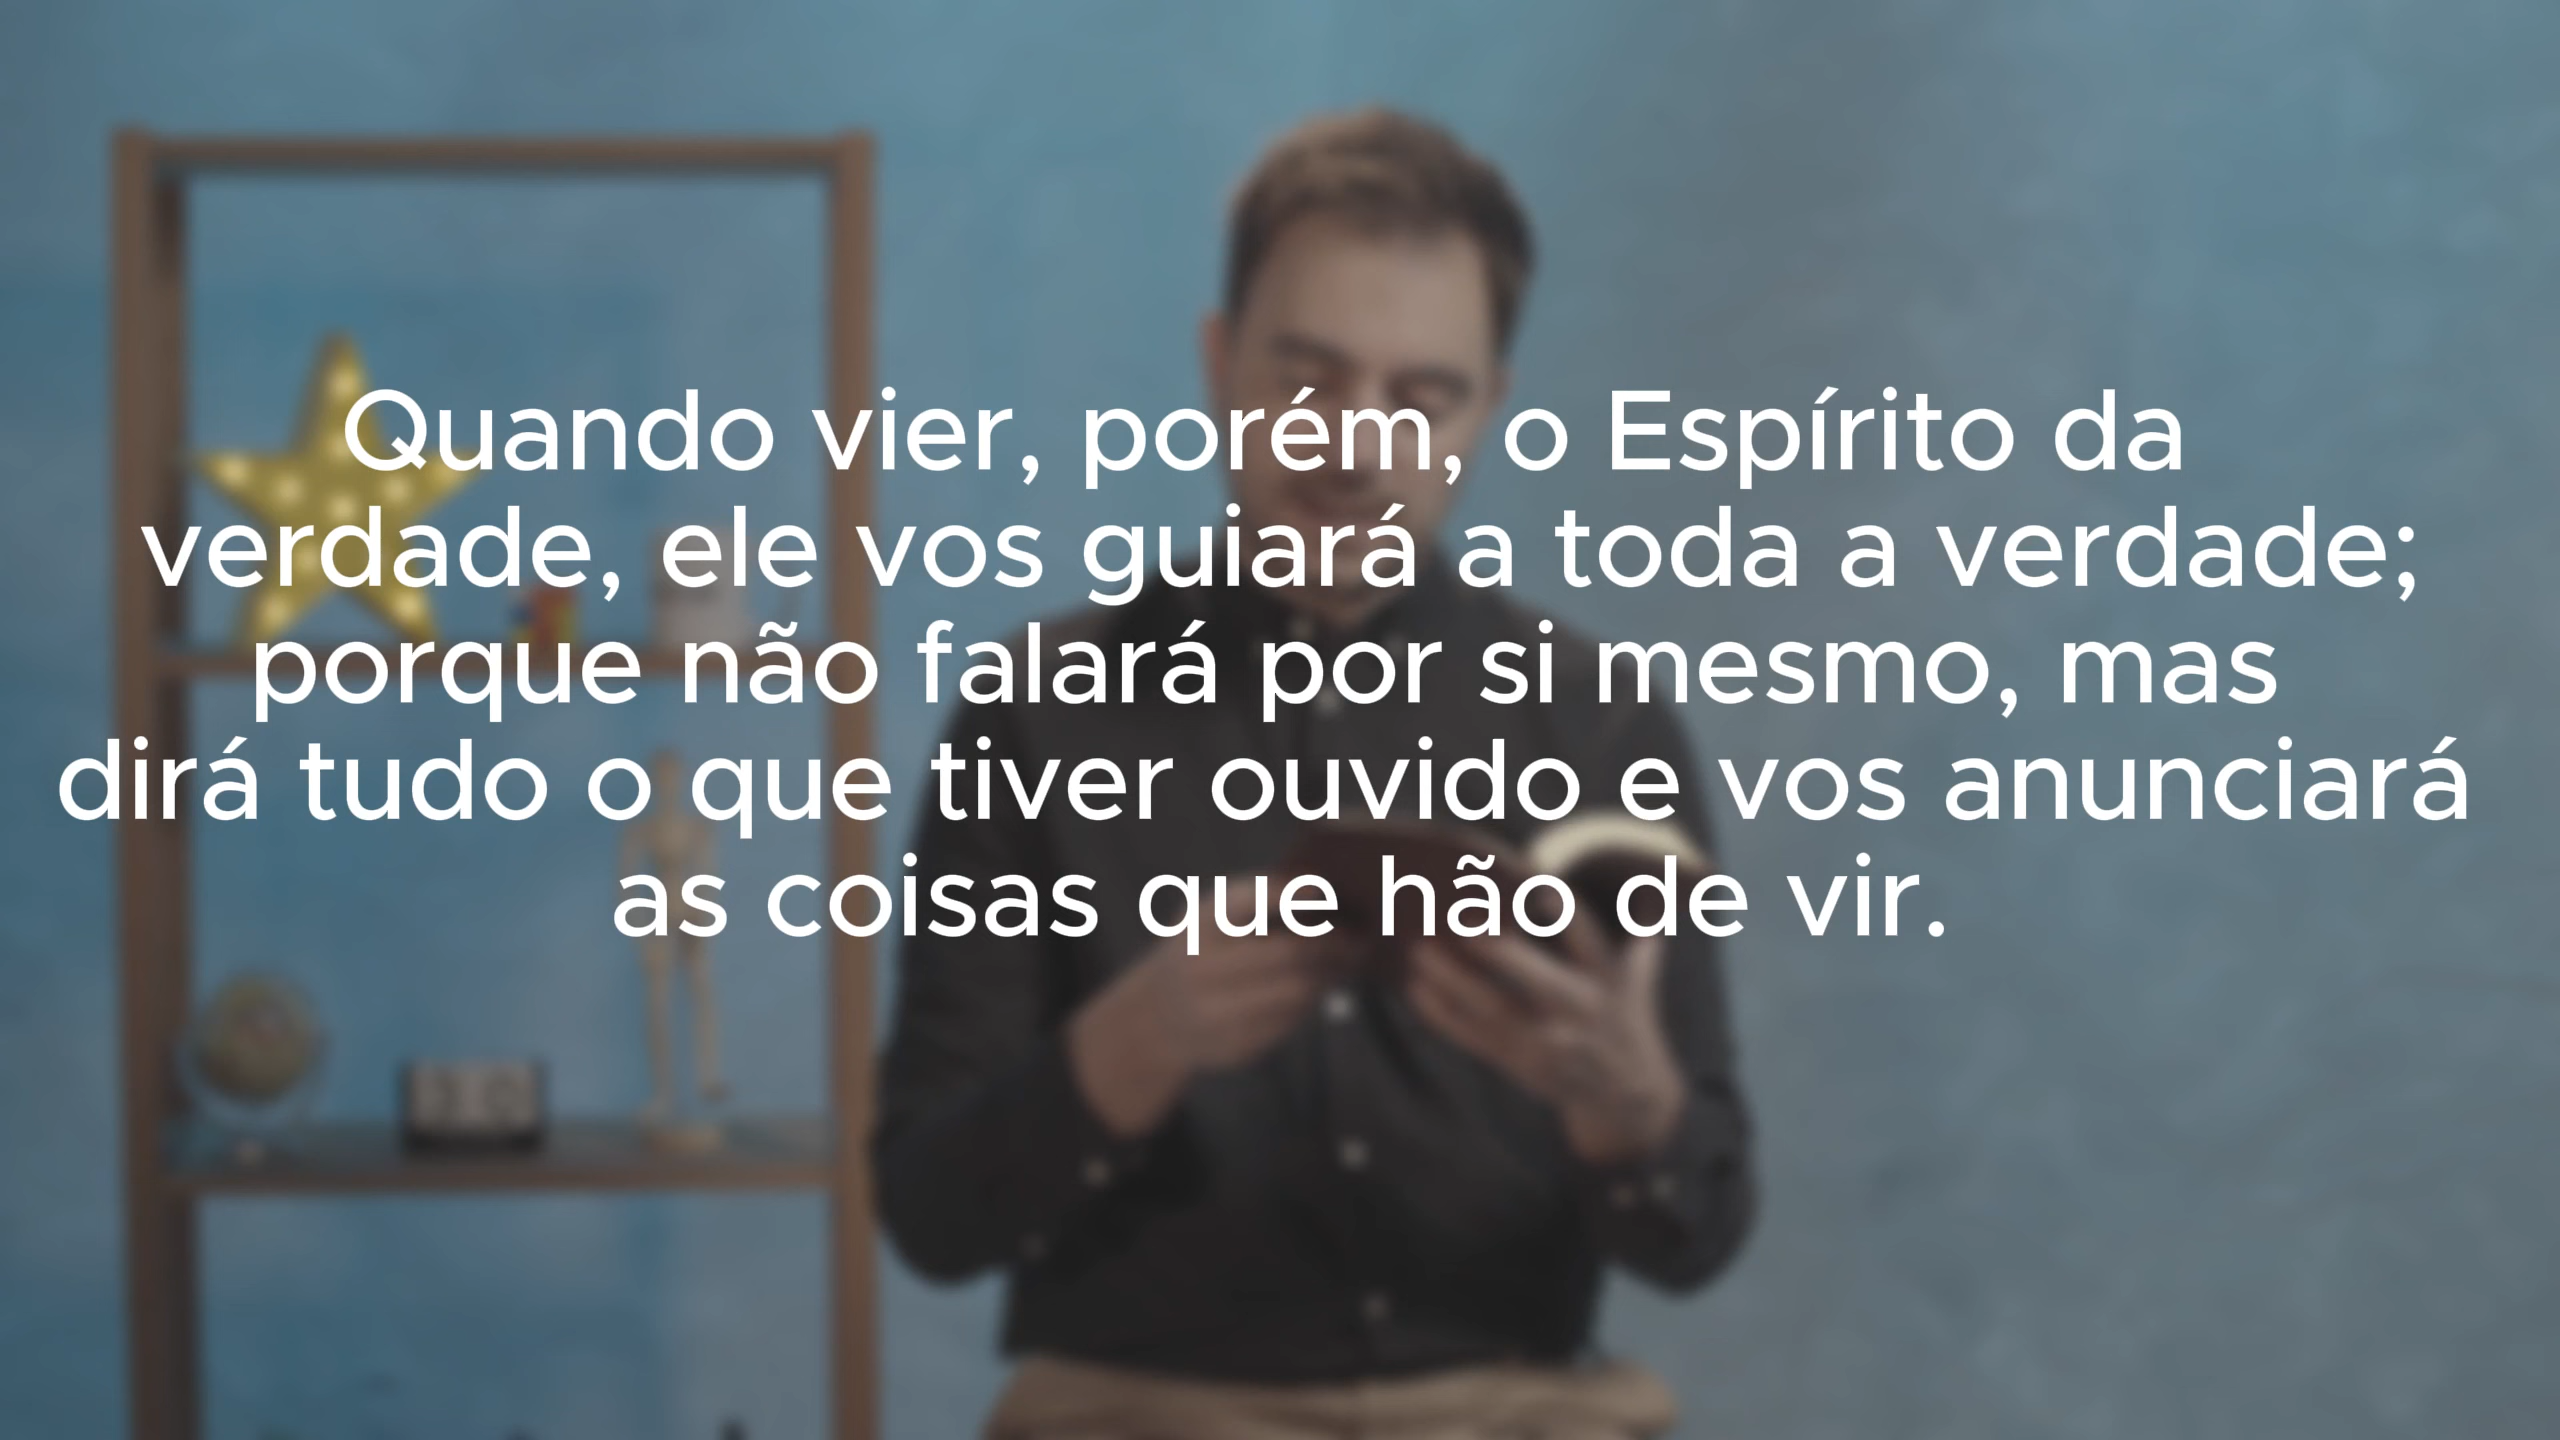 Quando vier, porém, o Espírito da
verdade, ele vos guiará a toda a verdade;
porque não falará por si mesmo, mas
dirá tudo o que tiver ouvido e vos anunciará
as coisas que hão de vir.